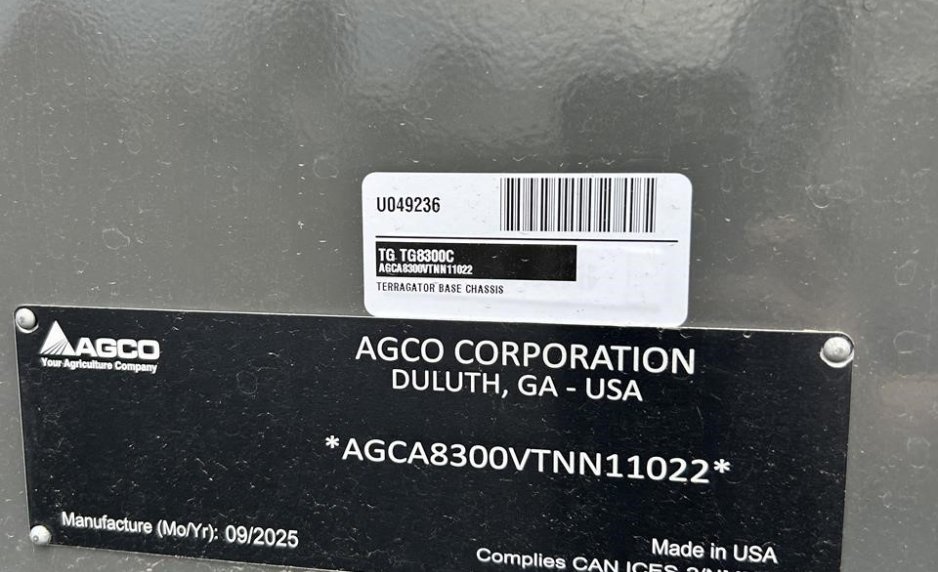 U049236
TG TG8300C
AGCA8300VTNN11022
TERRAGATOR BASE CHASSIS
AGCO
Your Agriculture Company
AGCO CORPORATION
DULUTH, GA - USA
*AGCA8300VTNN11022*
Manufacture (Mo/Yr): 09/2025
Made in USA
Complies CAN ICES